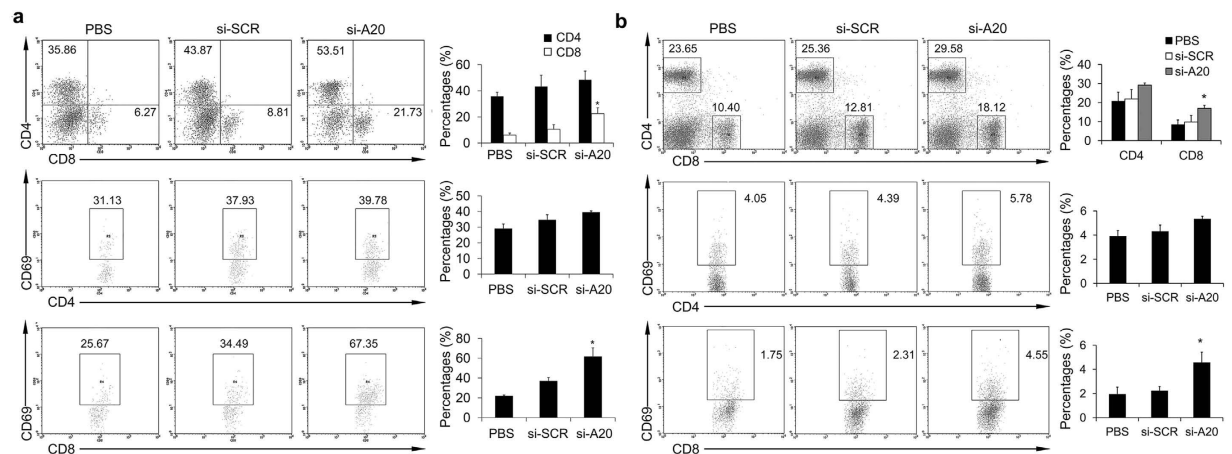 a
PBS
si-SCR
si-A20
35.86
6.27
43.87
8.81
53.51
21.73
CD4
CD8
CD4
CD8
Percentages (%)
60
50
40
30
20
10
0
*
PBS
si-SCR
si-A20
31.13
37.93
39.78
CD69
CD4
Percentages (%)
50
40
30
20
10
0
PBS
si-SCR
si-A20
25.67
34.49
67.35
CD69
CD8
Percentages (%)
80
60
40
20
0
*
PBS
si-SCR
si-A20
b
PBS
si-SCR
si-A20
23.65
10.40
25.36
12.81
29.58
18.12
CD4
CD8
PBS
si-SCR
si-A20
Percentages (%)
40
30
20
10
0
*
CD4
CD8
4.05
4.39
5.78
CD69
CD4
Percentages (%)
6
4
2
0
PBS
si-SCR
si-A20
1.75
2.31
4.55
CD69
CD8
Percentages (%)
6
4
2
0
*
PBS
si-SCR
si-A20